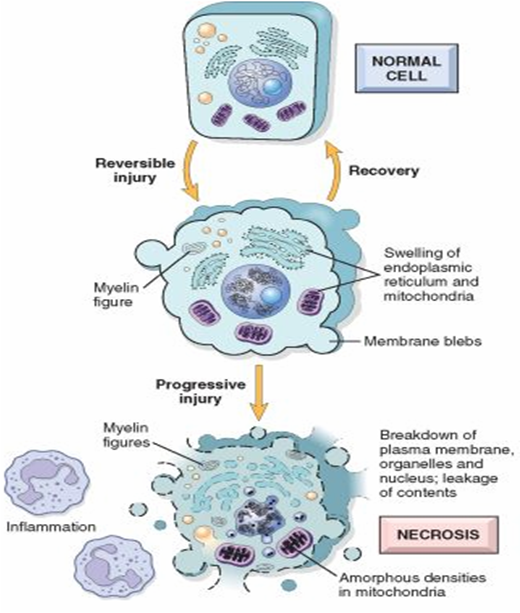 NORMAL
CELL
Reversible
injury
Recovery
Swelling of
endoplasmic
reticulum and
mitochondria
Myelin
figure
Membrane blebs
Progressive
injury
Myelin
figures
Breakdown of
plasma membrane,
organelles and
nucleus; leakage
of contents
Inflammation
NECROSIS
Amorphous densities
in mitochondria